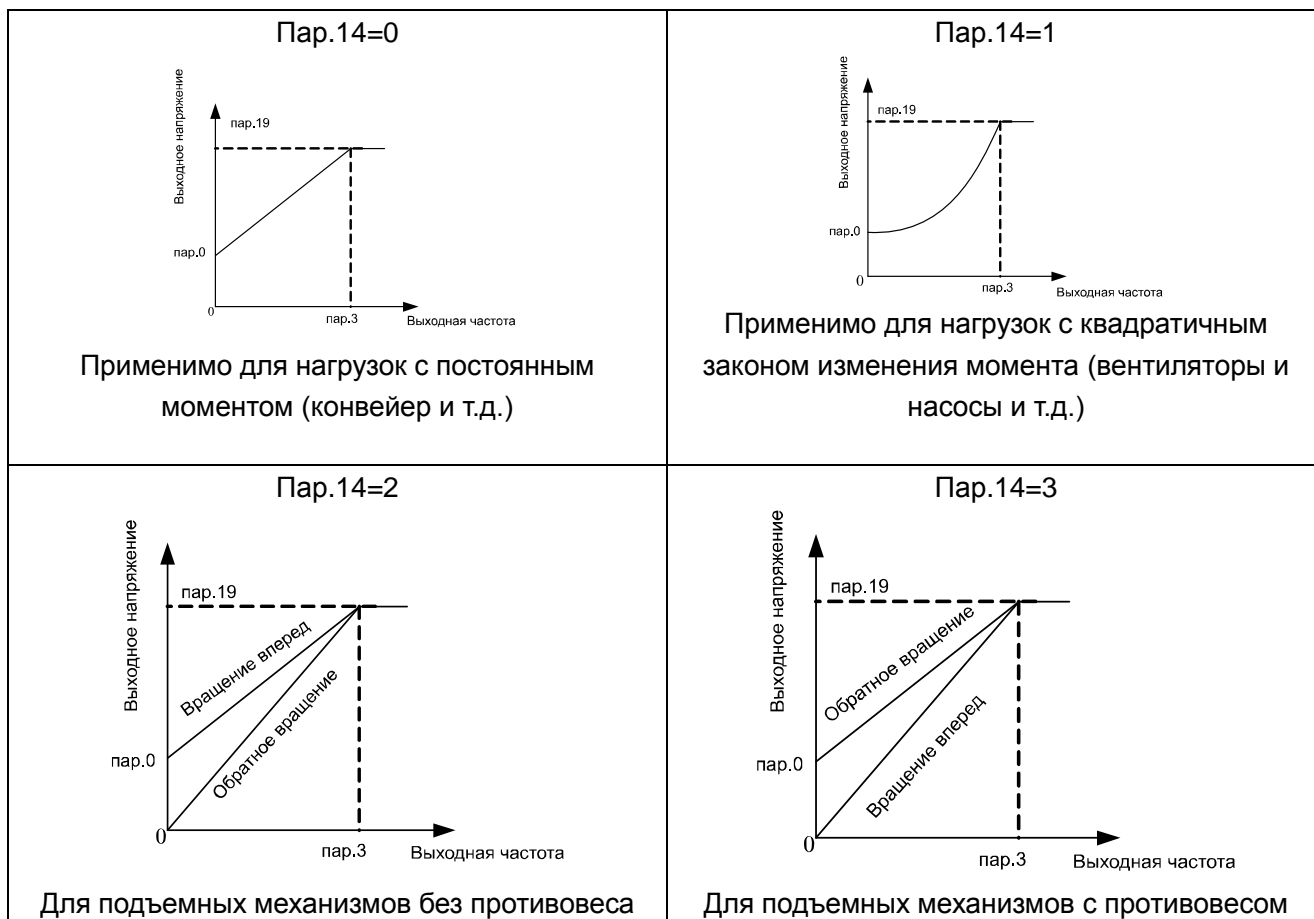 Пар.14=0
Выходное напряжение
пар.19
пар.0
0
пар.3
Выходная частота
Применимо для нагрузок с постоянным
моментом (конвейер и т.д.)
Пар.14=1
Выходное напряжение
пар.19
пар.0
0
пар.3
Выходная частота
Применимо для нагрузок с квадратичным
законом изменения момента (вентиляторы и
насосы и т.д.)
Пар.14=2
Выходное напряжение
пар.19
Вращение вперед
Обратное вращение
пар.0
0
пар.3
Выходная частота
Для подъемных механизмов без противовеса
Пар.14=3
Выходное напряжение
пар.19
Обратное вращение
Вращение вперед
пар.0
0
пар.3
Выходная частота
Для подъемных механизмов с противовесом